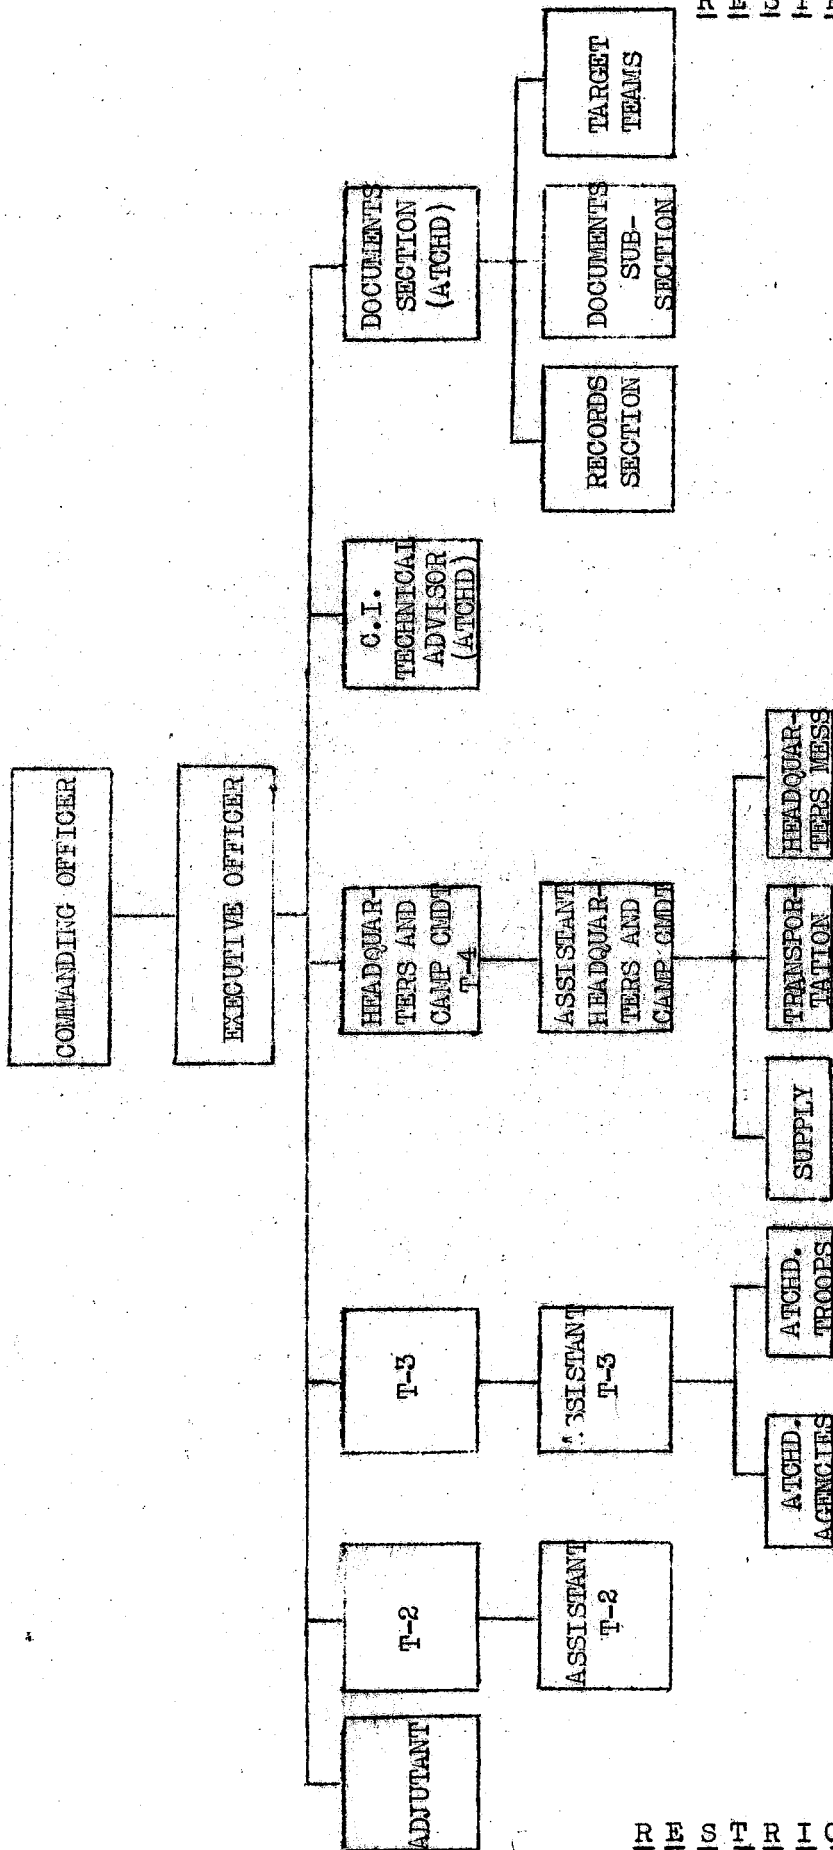 COMMANDING OFFICER
EXECUTIVE OFFICER
ADJUTANT
T-2
T-3
HEADQUAR-
TERS AND
CAMP CMDT
T-4
C.I.
TECHNICAL
ADVISOR
(ATCHD)
DOCUMENTS
SECTION
(ATCHD)
ASSISTANT
T-2
ASSISTANT
T-3
ASSISTANT
HEADQUAR-
TERS AND
CAMP CMDT
RECORDS
SECTION
DOCUMENTS
SUB-
SECTION
TARGET
TEAMS
ATCHD.
AGENCIES
ATCHD.
TROOPS
SUPPLY
TRANSPOR-
TATION
HEADQUAR-
TERS MESS
R E S T R I C